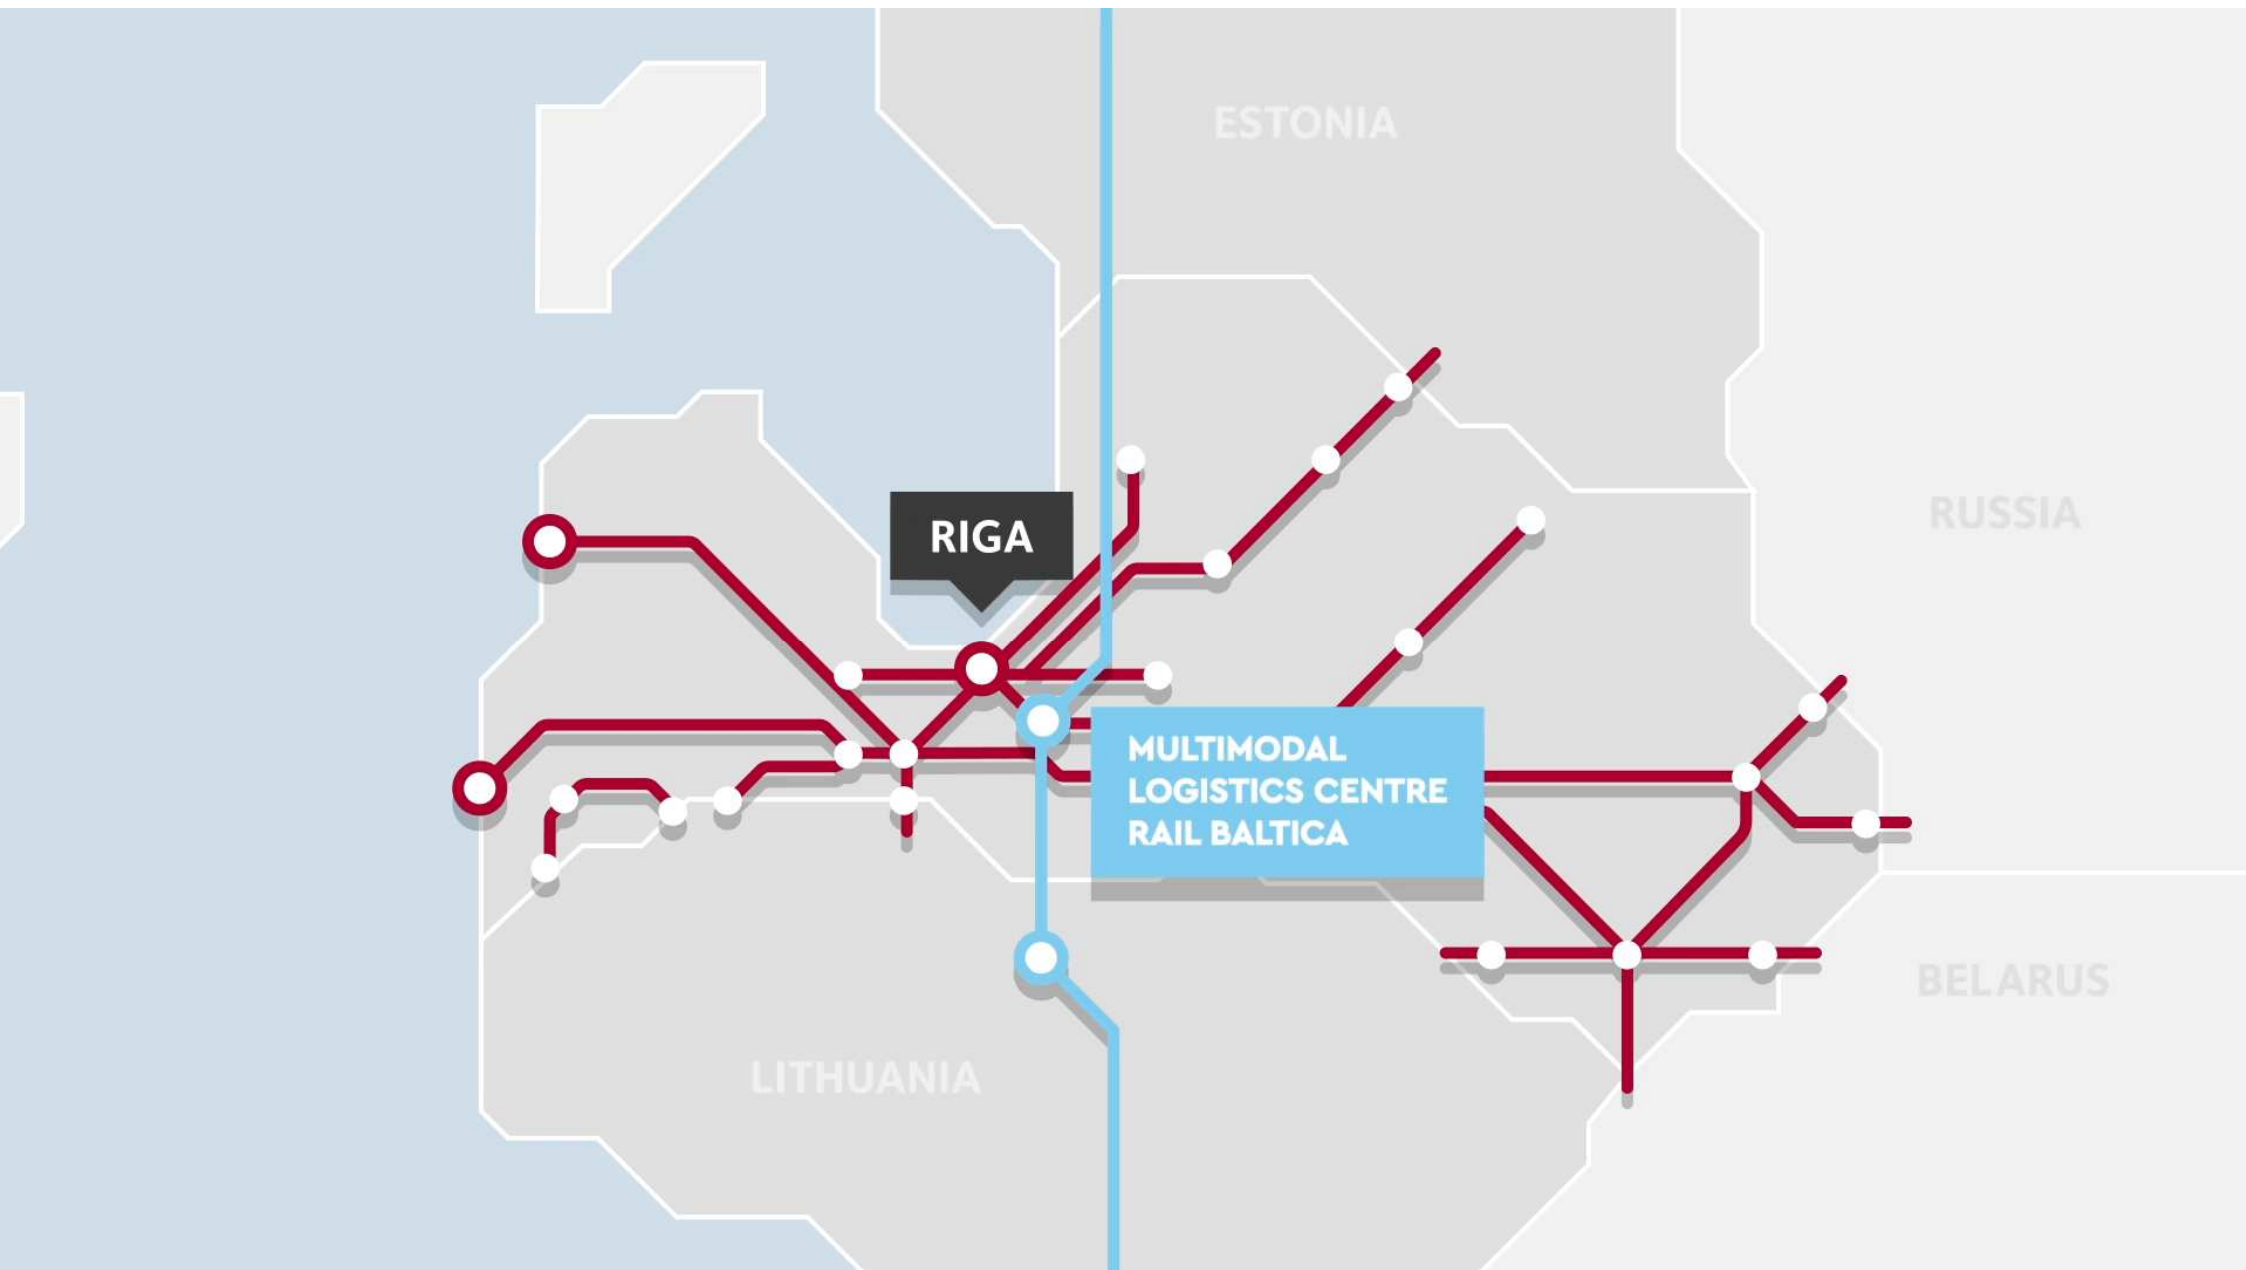 ESTONIA
RUSSIA
RIGA
MULTIMODAL
LOGISTICS CENTRE
RAIL BALTICA
BELARUS
LITHUANIA